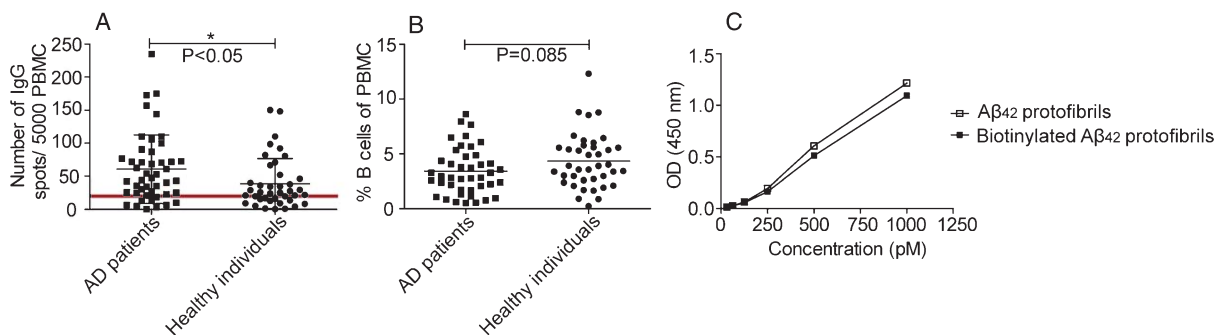 A
Number of IgG
spots/ 5000 PBMC
250
200
150
100
50
0
*
P<0.05
AD patients
Healthy individuals
B
% B cells of PBMC
15
10
5
0
P=0.085
AD patients
Healthy individuals
C
OD (450 nm)
1.5
1.0
0.5
0.0
0 250 500 750 1000 1250
Concentration (pM)
Aβ42 protofibrils
Biotinylated Aβ42 protofibrils